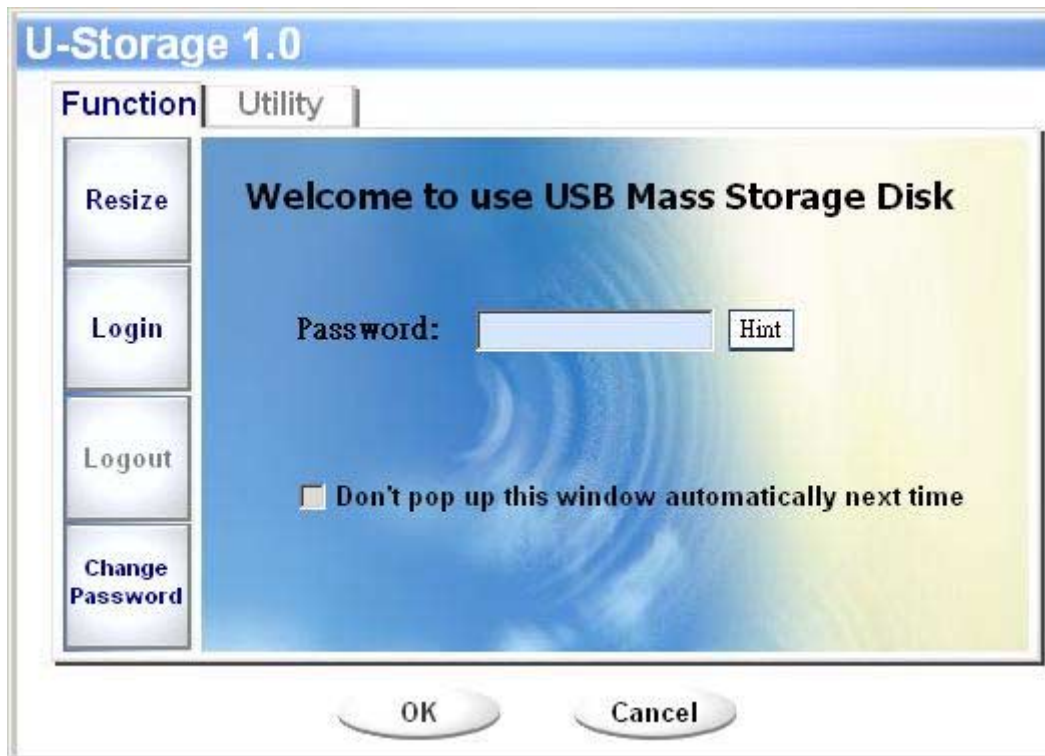 U-Storage 1.0
Function
Utility
Resize
Login
Logout
Change
Password
Welcome to use USB Mass Storage Disk
Password:
Hint
Don't pop up this window automatically next time
OK
Cancel